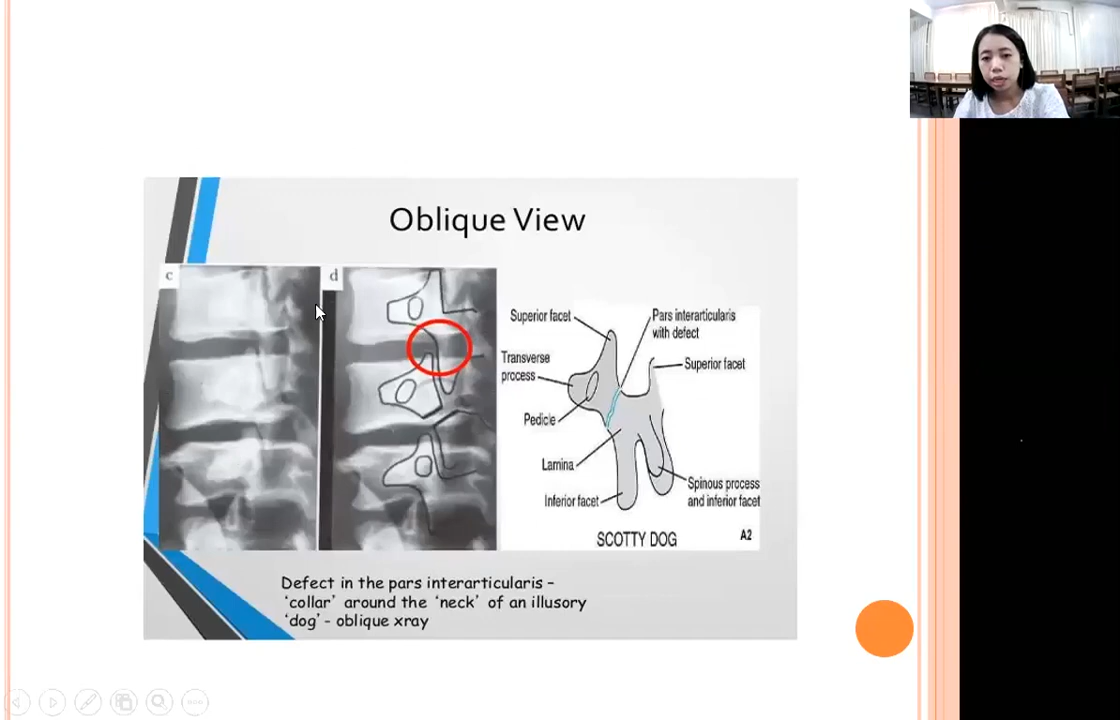 Oblique View
c
d
Superior facet
Pars interarticularis
with defect
Transverse
process
Superior facet
Pedicle
Lamina
Inferior facet
Spinous process
and inferior facet
SCOTTY DOG
A2
Defect in the pars interarticularis –
‘collar’ around the ‘neck’ of an illusory
‘dog’ - oblique xray